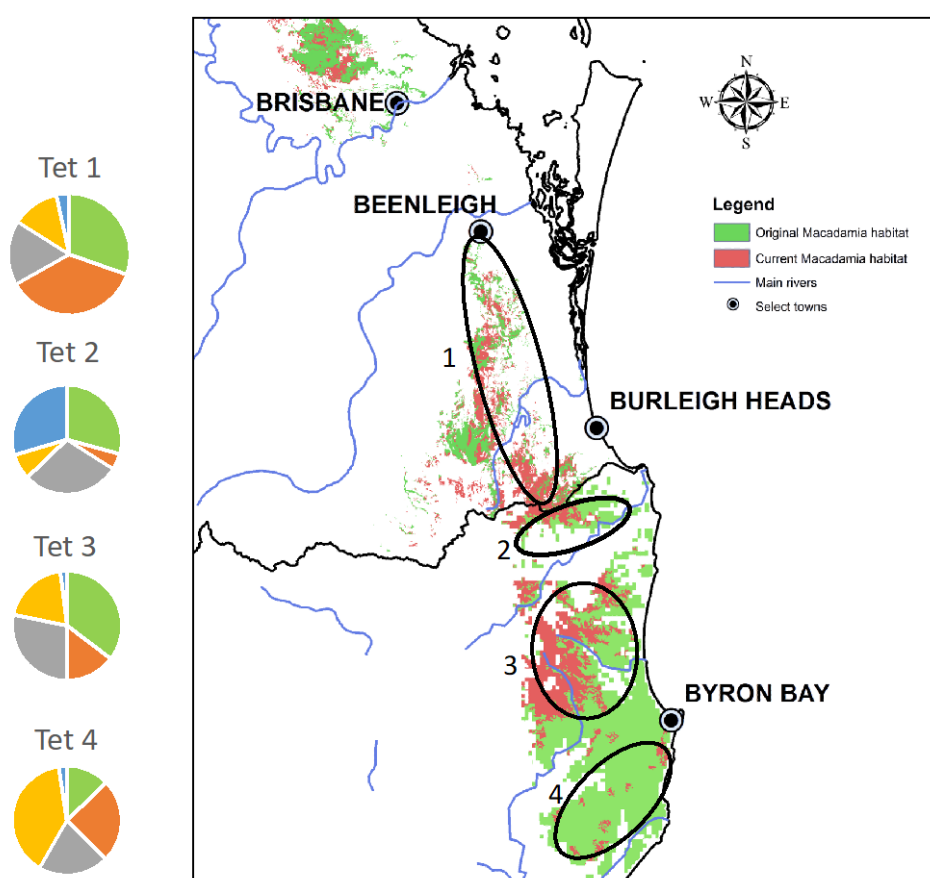 Tet 1
Tet 2
Tet 3
Tet 4
BRISBANE
BEENLEIGH
BURLEIGH HEADS
BYRON BAY
1
2
3
4
N
W E
S
Legend
Original Macadamia habitat
Current Macadamia habitat
Main rivers
Select towns